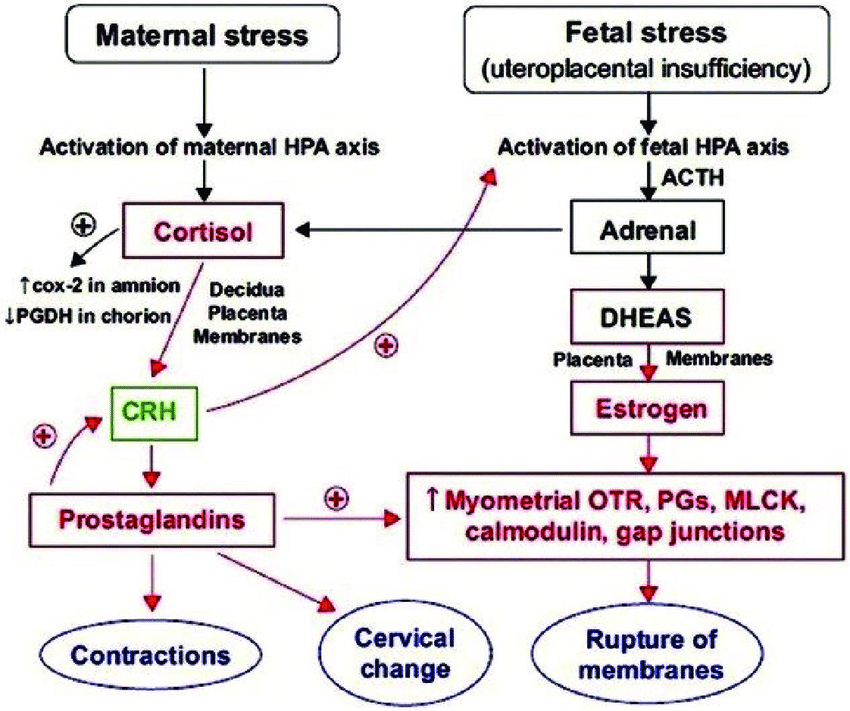 Maternal stress
Fetal stress
(uteroplacental insufficiency)
Activation of maternal HPA axis
Activation of fetal HPA axis
ACTH
+
Cortisol
Adrenal
↑cox-2 in amnion
↓PGDH in chorion
Decidua
Placenta
Membranes
DHEAS
+
Placenta
Membranes
CRH
Estrogen
+
Prostaglandins
+
↑Myometrial OTR, PGs, MLCK,
calmodulin, gap junctions
Contractions
Cervical
change
Rupture of
membranes